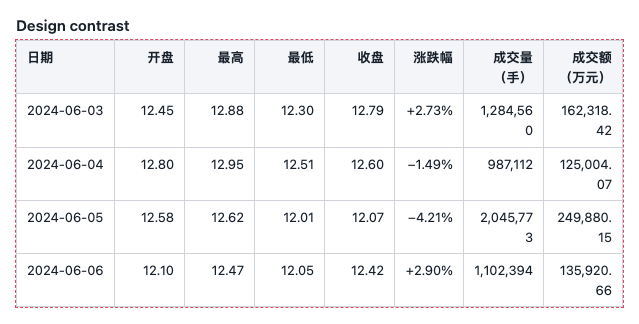 Design contrast
日期 开盘 最高 最低 收盘 涨跌幅 成交量（手） 成交额（万元）
2024-06-03 12.45 12.88 12.30 12.79 +2.73% 1,284,560 162,318.42
2024-06-04 12.80 12.95 12.51 12.60 −1.49% 987,112 125,004.07
2024-06-05 12.58 12.62 12.01 12.07 −4.21% 2,045,773 249,880.15
2024-06-06 12.10 12.47 12.05 12.42 +2.90% 1,102,394 135,920.66